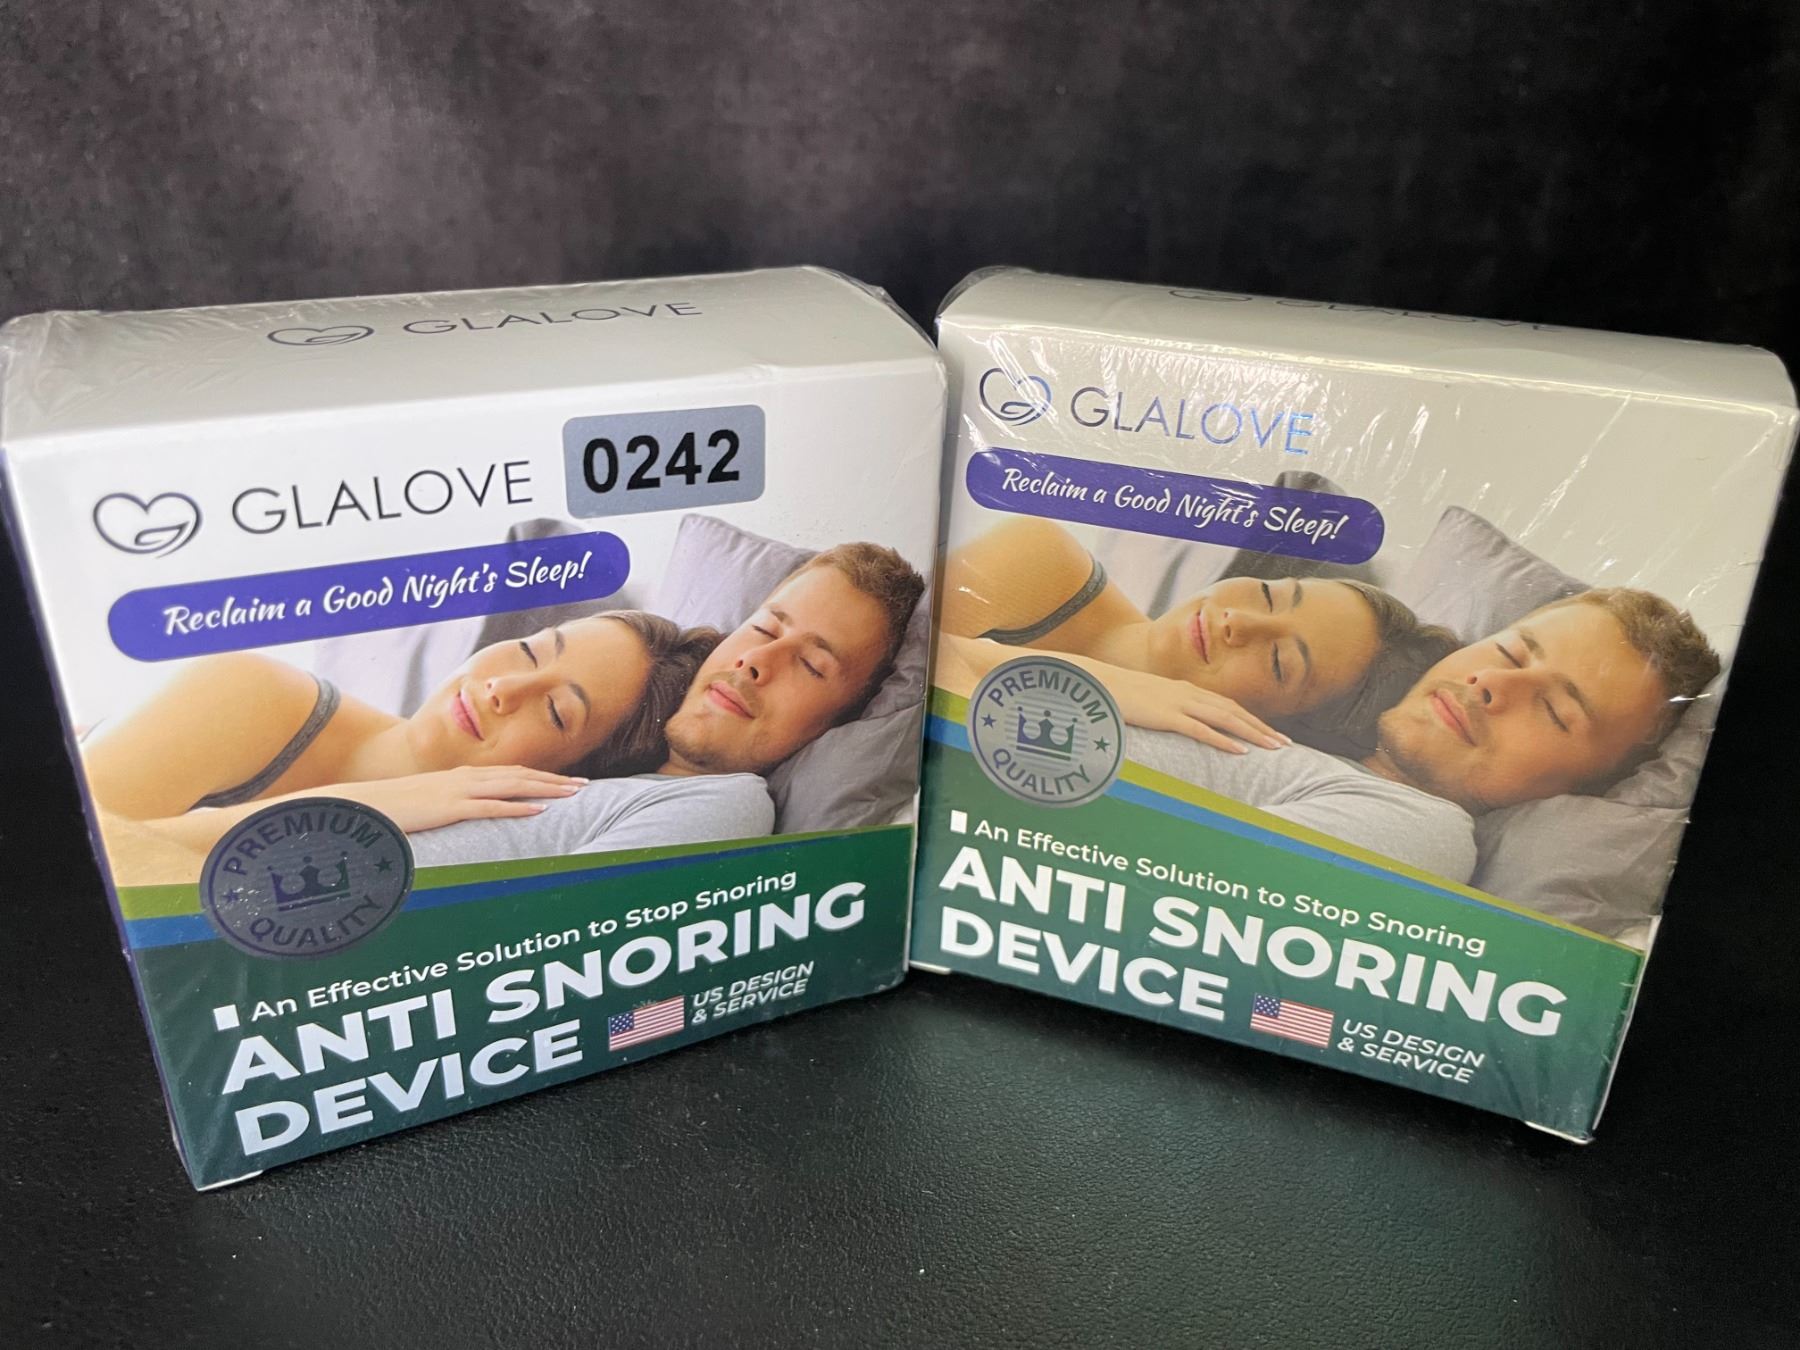 GLALOVE
GLALOVE
0242
Reclaim a Good Night's Sleep!
PREMIUM
QUALITY
An Effective Solution to Stop Snoring
ANTI SNORING
DEVICE
US DESIGN
& SERVICE
GLALOVE
GLALOVE
Reclaim a Good Night's Sleep!
PREMIUM
QUALITY
An Effective Solution to Stop Snoring
ANTI SNORING
DEVICE
US DESIGN
& SERVICE